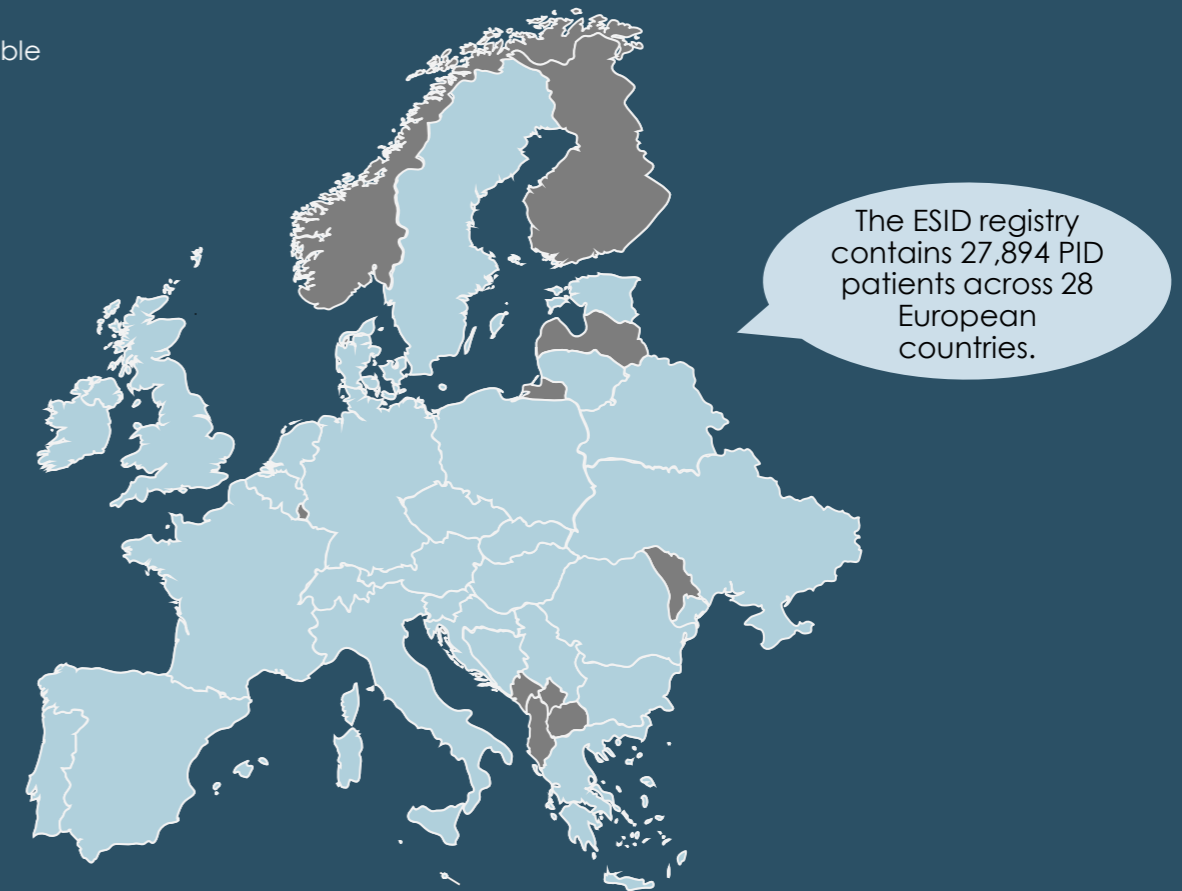 ble
The ESID registry
contains 27,894 PID
patients across 28
European
countries.